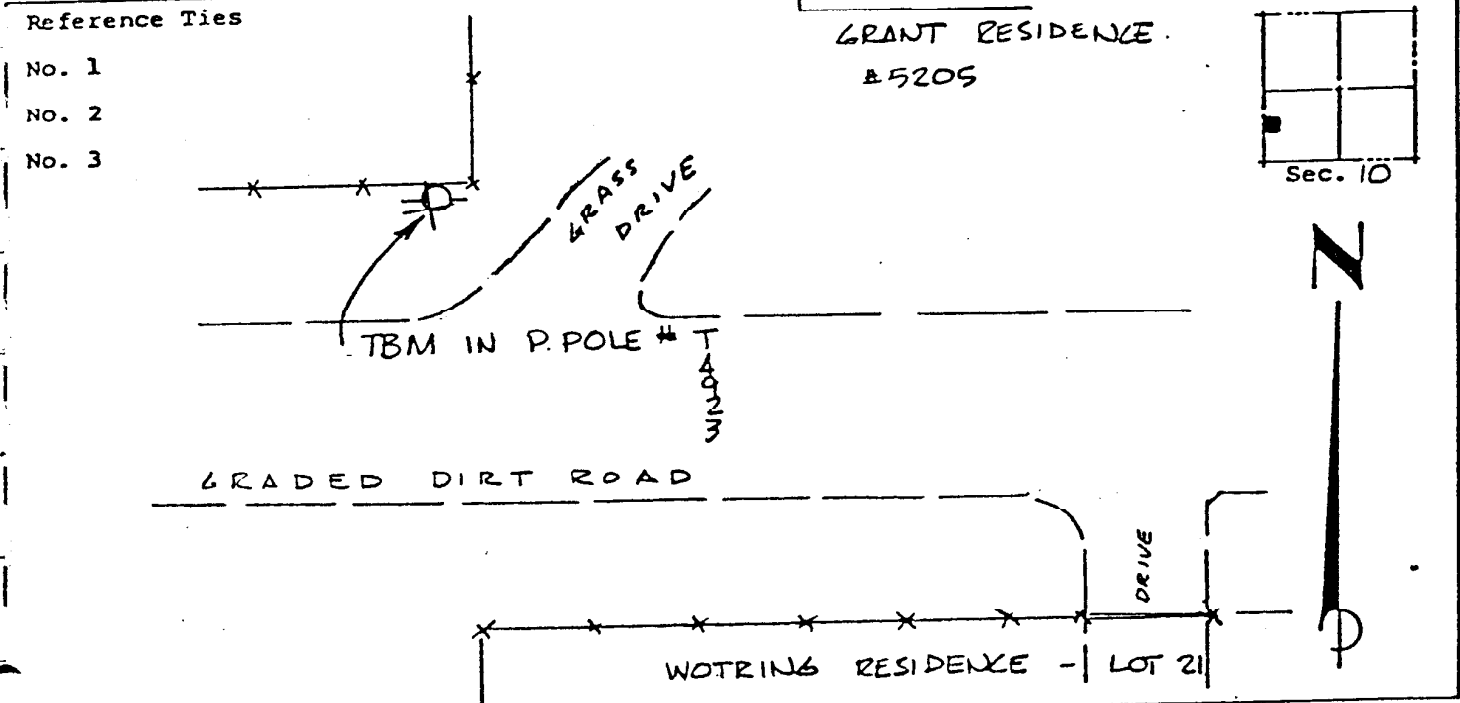 Reference Ties
No. 1
No. 2
No. 3
GRANT RESIDENCE.
#5205
Sec. 10
N
GRASS
DRIVE
TBM IN P. POLE # T
4
9
2
3
GRADED DIRT ROAD
DRIVE
WOTRING RESIDENCE - LOT 21